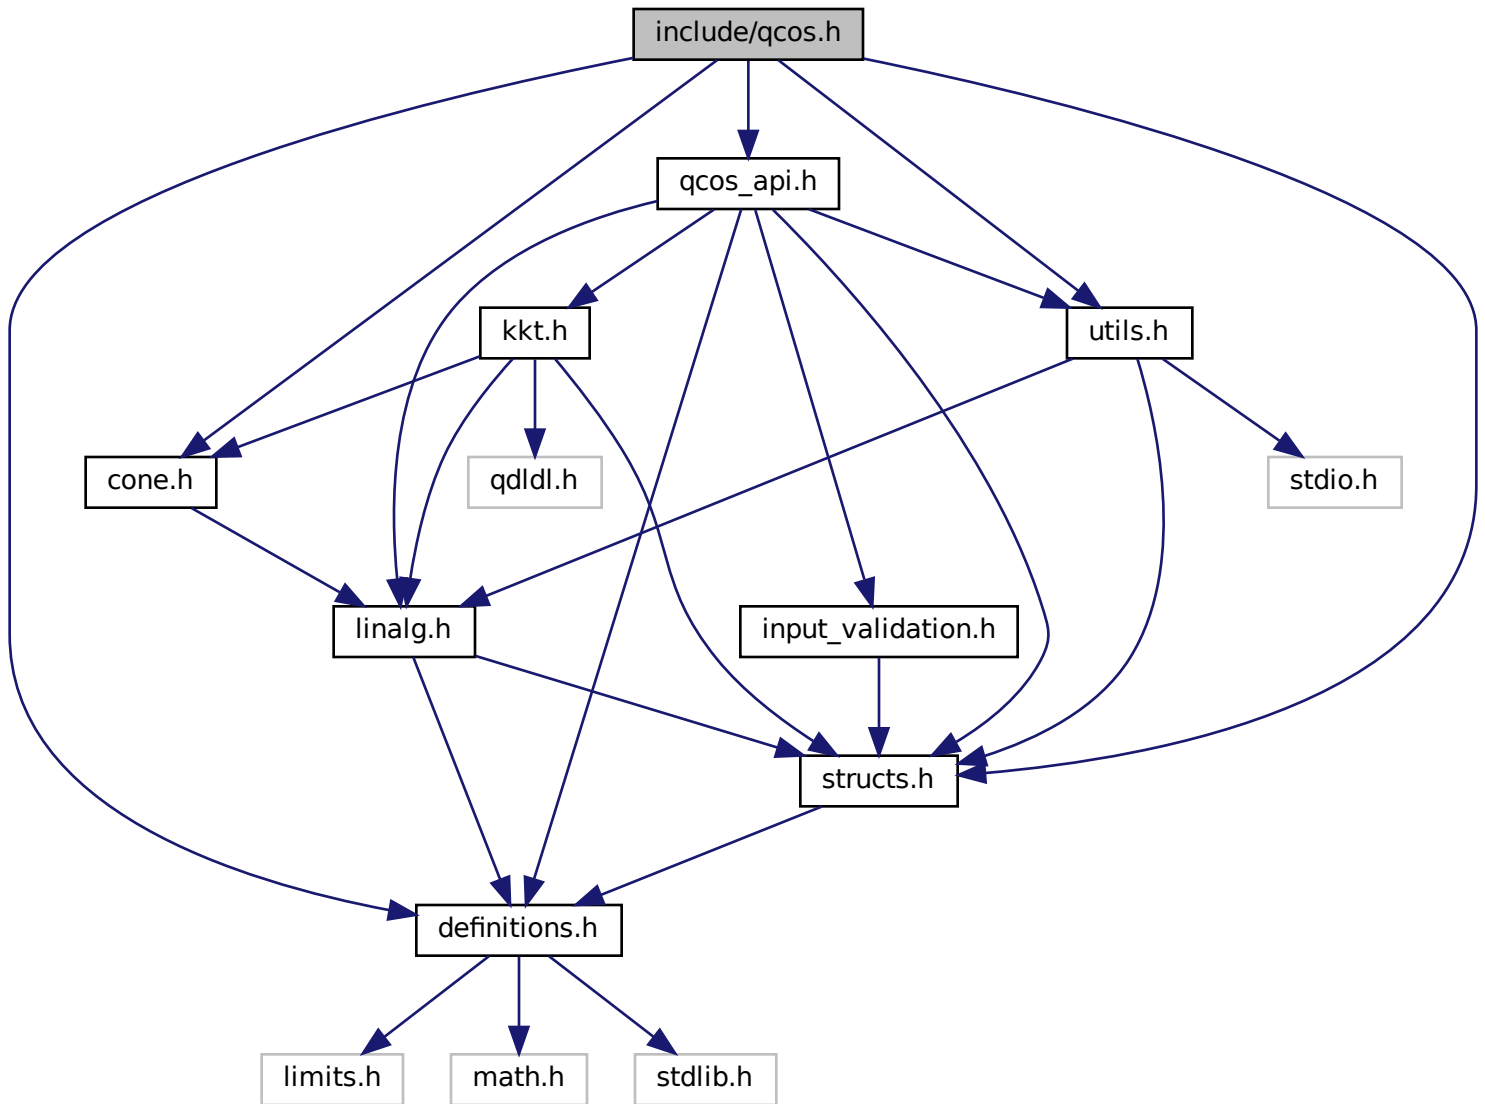 include/qcos.h
qcos_api.h
kkt.h
utils.h
cone.h
qdldl.h
stdio.h
linalg.h
input_validation.h
structs.h
definitions.h
limits.h
math.h
stdlib.h